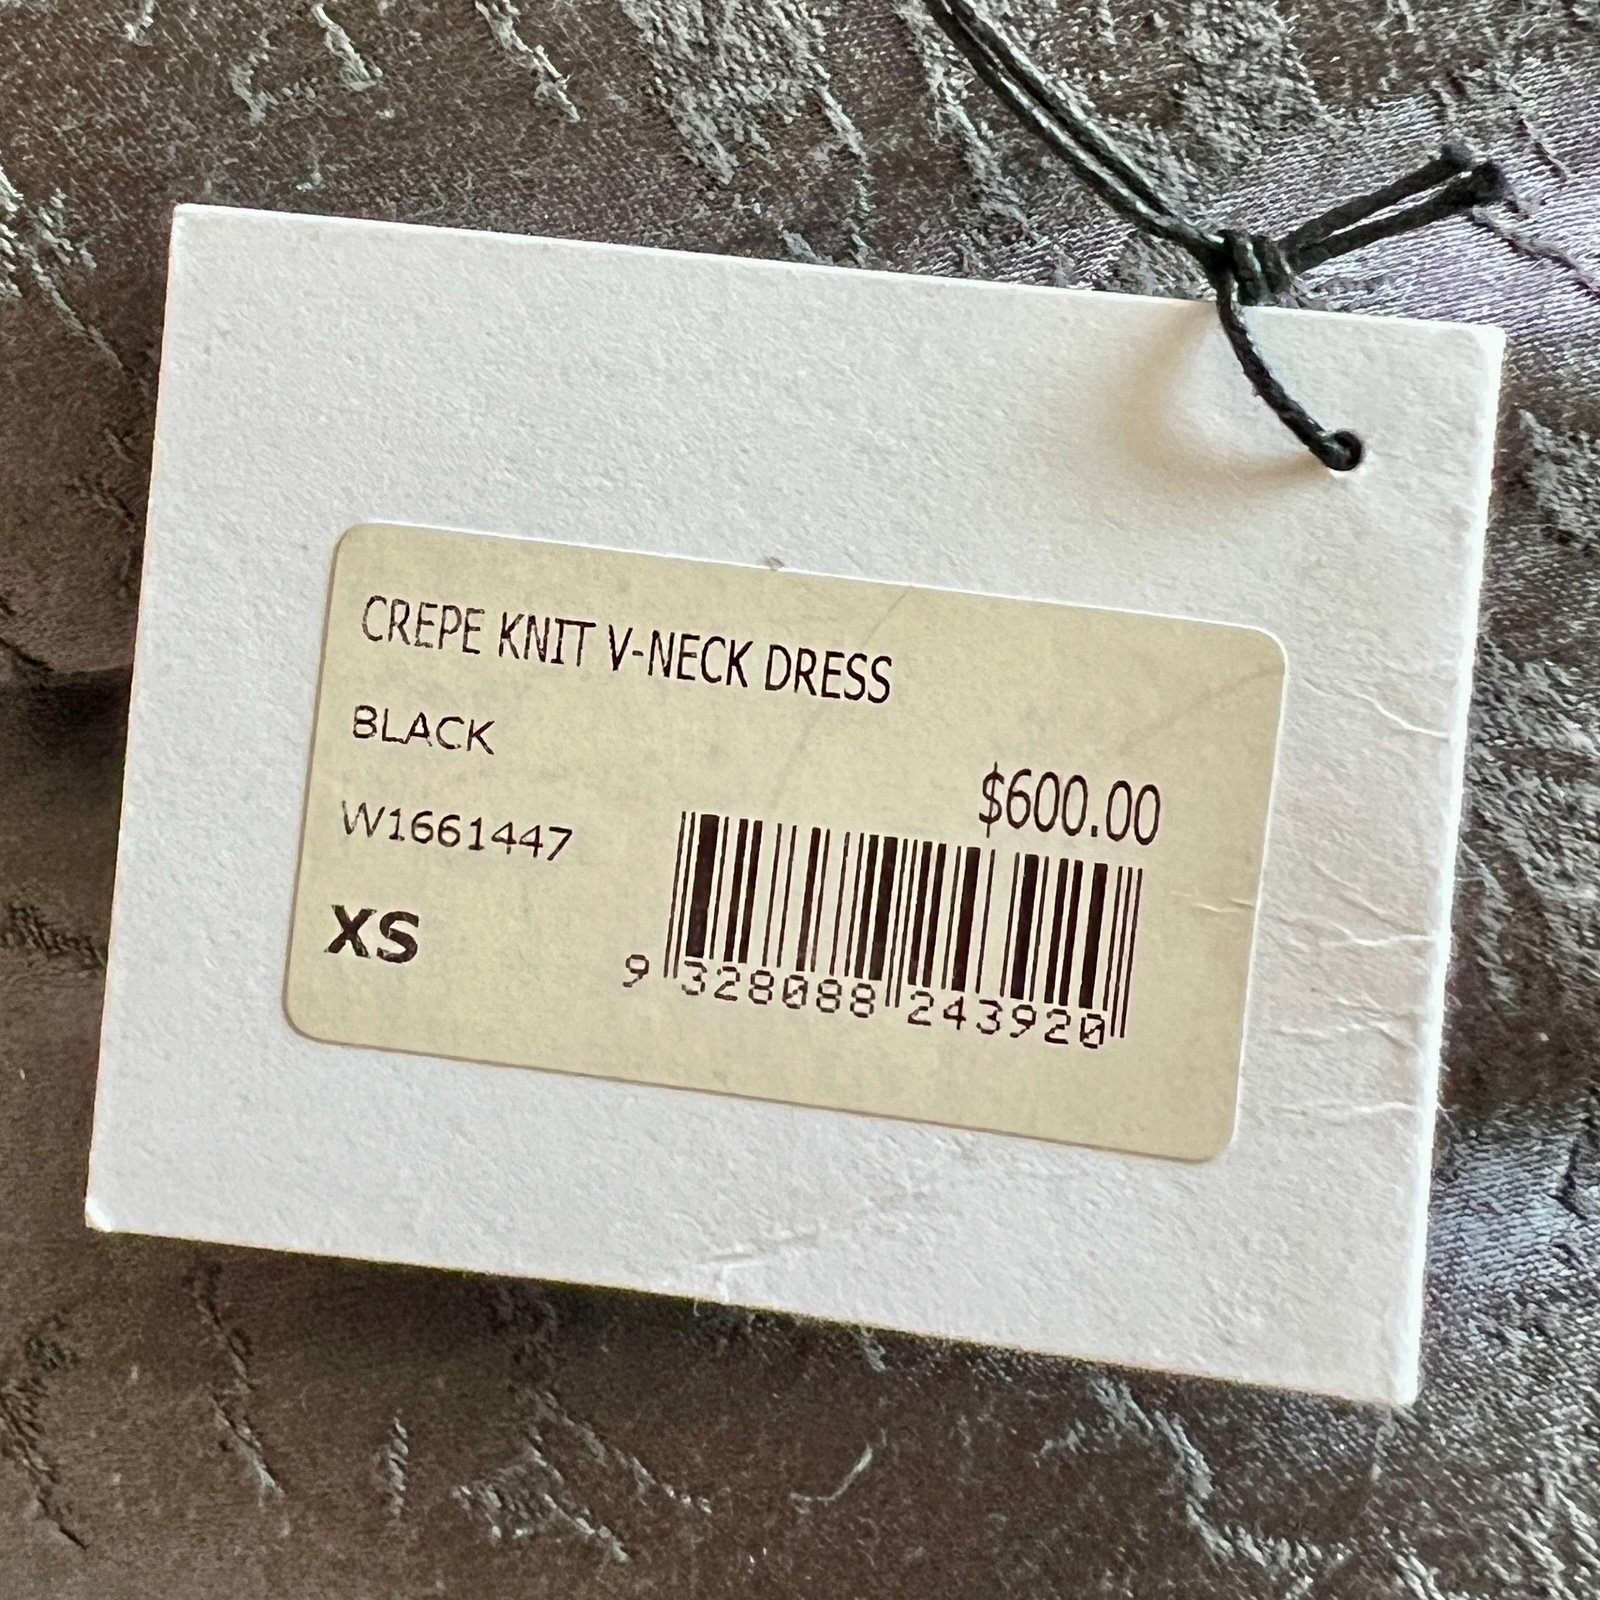 CREPE KNIT V-NECK DRESS
BLACK
$600.00
W1661447
XS
9 328088 243920